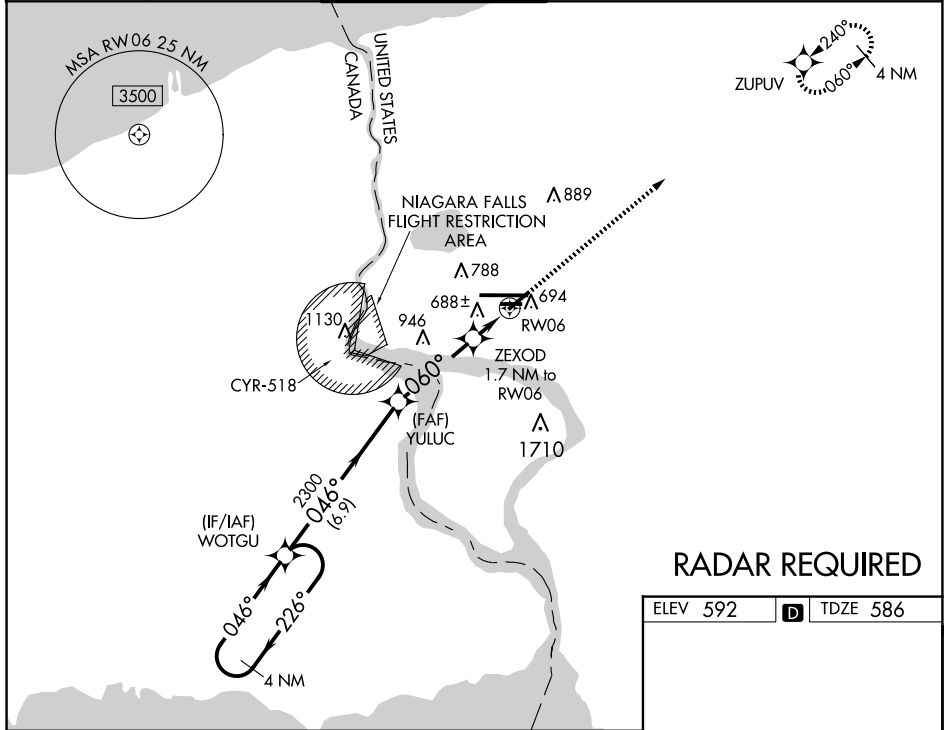 MSA RW06 25 NM
3500
UNITED STATES
CANADA
ZUPUV
240°
060°
4 NM
NIAGARA FALLS
FLIGHT RESTRICTION
AREA
889
788
688±
694
RW06
1130
946
CYR-518
060°
ZEXOD
1.7 NM to
RW06
(FAF)
YULUC
1710
2300
046°
(6.9)
(IF/IAF)
WOTGU
046°
226°
4 NM
RADAR REQUIRED
ELEV 592 D TDZE 586